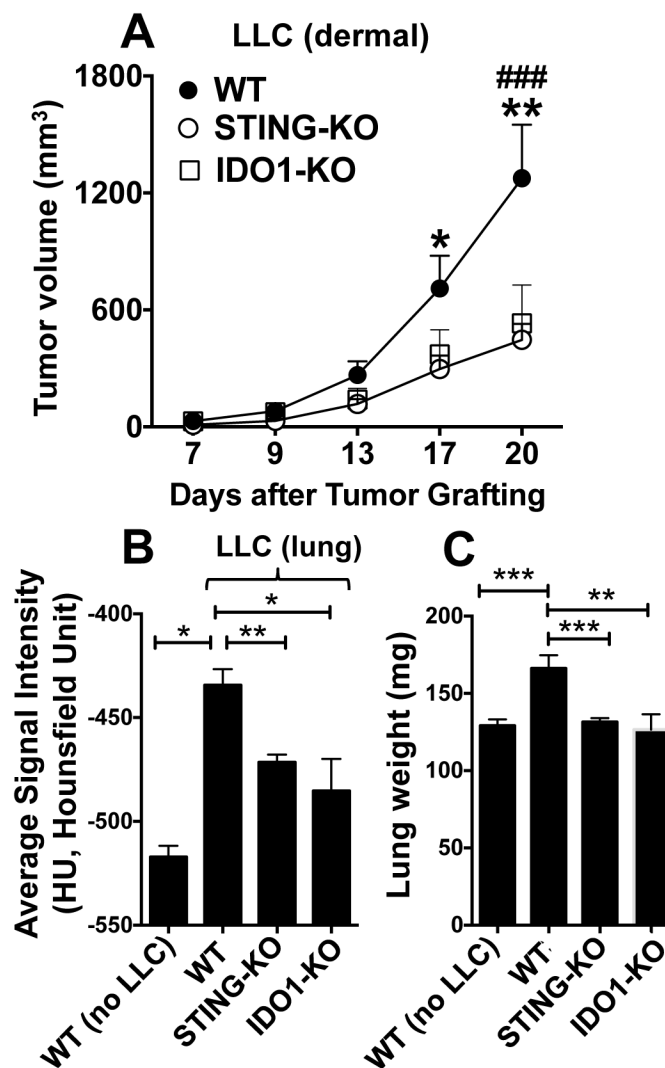 A
LLC (dermal)
1800
1200
600
0
Tumor volume (mm³)
WT
STING-KO
IDO1-KO
*
###
**
7 9 13 17 20
Days after Tumor Grafting
B
LLC (lung)
Average Signal Intensity
(HU, Hounsfield Unit)
-400
-450
-500
-550
*
*
**
WT (no LLC)
WT
STING-KO
IDO1-KO
C
Lung weight (mg)
200
150
100
50
0
***
**
***
WT (no LLC)
WT
STING-KO
IDO1-KO